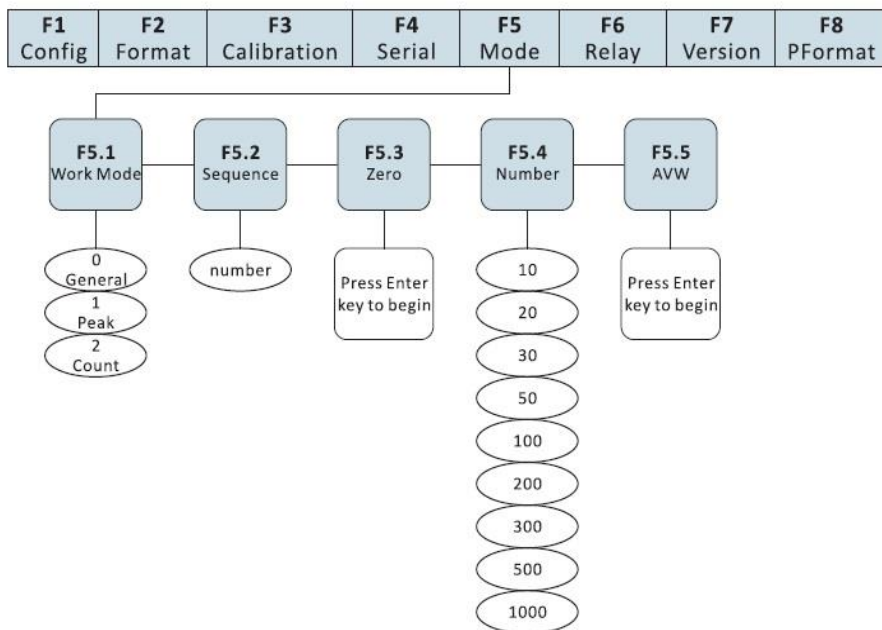 F1 F2 F3 F4 F5 F6 F7 F8
Config Format Calibration Serial Mode Relay Version PFormat
F5.1 F5.2 F5.3 F5.4 F5.5
Work Mode Sequence Zero Number AVW
0
General
1
Peak
2
Count
number
Press Enter
key to begin
10
20
30
50
100
200
300
500
1000
Press Enter
key to begin